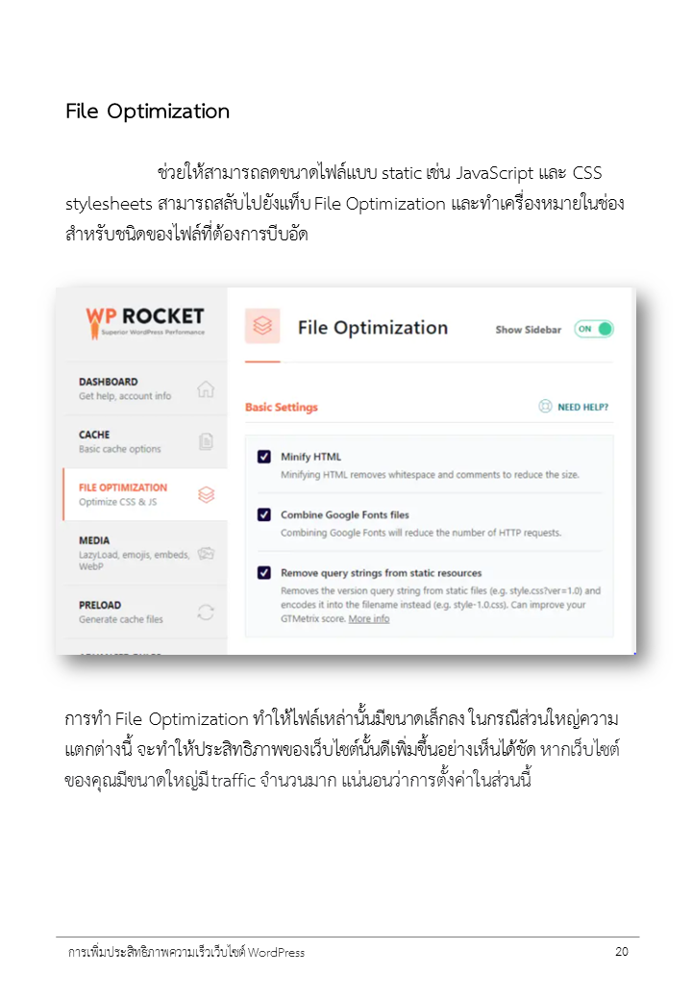 File Optimization
ช่วยให้สามารถลดขนาดไฟล์แบบ static เช่น JavaScript และ CSS
stylesheets สามารถสลับไปยังแท็บ File Optimization และทำเครื่องหมายในช่อง
สำหรับชนิดของไฟล์ที่ต้องการบีบอัด
WP ROCKET
Superior WordPress Performance
DASHBOARD
Get help, account info
CACHE
Basic cache options
FILE OPTIMIZATION
Optimize CSS & JS
MEDIA
LazyLoad, emojis, embeds,
WebP
PRELOAD
Generate cache files
File Optimization
Show Sidebar
ON
Basic Settings
NEED HELP?
Minify HTML
Minifying HTML removes whitespace and comments to reduce the size.
Combine Google Fonts files
Combining Google Fonts will reduce the number of HTTP requests.
Remove query strings from static resources
Removes the version query string from static files (e.g. style.css?ver=1.0) and
encodes it into the filename instead (e.g. style-1.0.css). Can improve your
GTMetrix score. More info
การทำ File Optimization ทำให้ไฟล์เหล่านั้นมีขนาดเล็กลง ในกรณีส่วนใหญ่ความ
แตกต่างนี้ จะทำให้ประสิทธิภาพของเว็บไซต์นั้นดีเพิ่มขึ้นอย่างเห็นได้ชัด หากเว็บไซต์
ของคุณมีขนาดใหญ่มี traffic จำนวนมาก แน่นอนว่าการตั้งค่าในส่วนนี้
การเพิ่มประสิทธิภาพความเร็วเว็บไซต์ WordPress
20